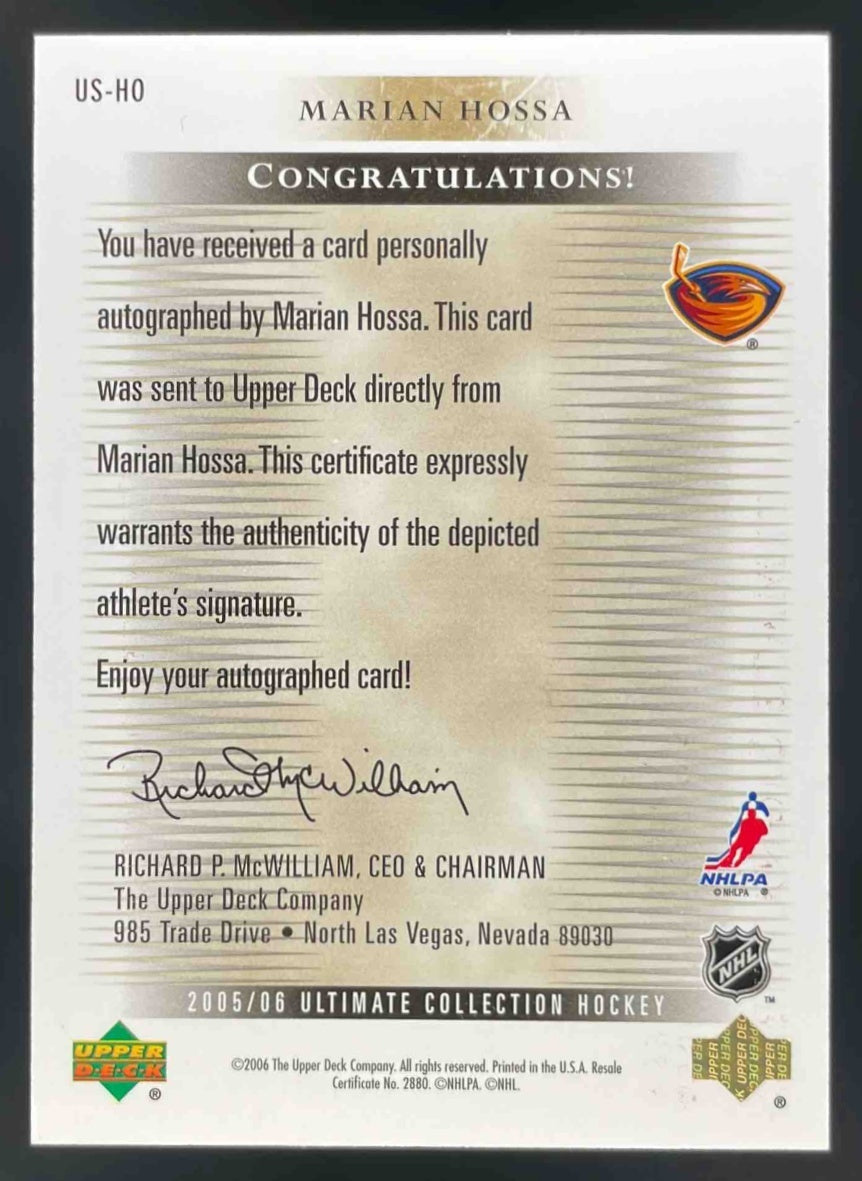 US-HO
MARIAN HOSSA
CONGRATULATIONS!
You have received a card personally
autographed by Marian Hossa. This card
was sent to Upper Deck directly from
Marian Hossa. This certificate expressly
warrants the authenticity of the depicted
athlete's signature.
Enjoy your autographed card!
®
Richard McWilliam
RICHARD P. McWILLIAM, CEO & CHAIRMAN
The Upper Deck Company
985 Trade Drive • North Las Vegas, Nevada 89030
NHLPA
© NHLPA ®
NHL
™
2005/06 ULTIMATE COLLECTION HOCKEY
UPPER
DECK
®
©2006 The Upper Deck Company. All rights reserved. Printed in the U.S.A. Resale
Certificate No. 2880. ©NHLPA. ©NHL.
UPPER DEC
®